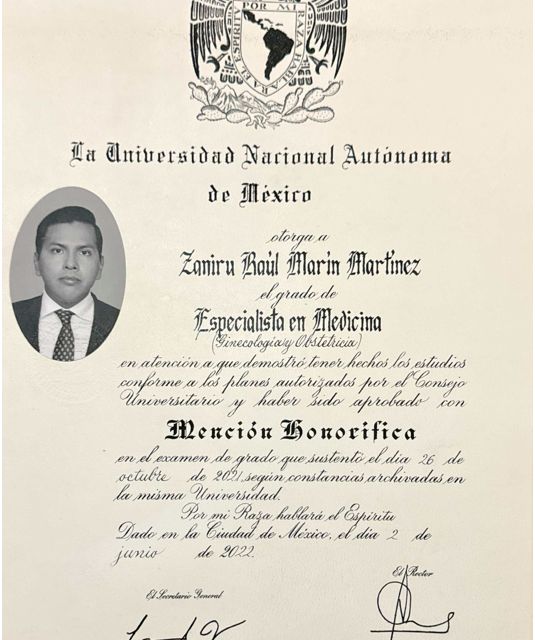 POR MI RAZA HABLARA EL ESPIRITU
La Universidad Nacional Autónoma
de México
otorga a
Zaniru Raúl Marín Martínez
el grado de
Especialista en Medicina
(Ginecología y Obstetricia)
en atención a que demostró tener hechos los estudios
conforme a los planes autorizados por el Consejo
Universitario y haber sido aprobado con
Mención Honorífica
en el examen de grado que sustentó el día 26 de
octubre de 2021, según constancias archivadas en
la misma Universidad.
Por mi Raza hablará el Espíritu
Dado en la Ciudad de México, el día 2 de
junio de 2022.
El Rector
El Secretario General